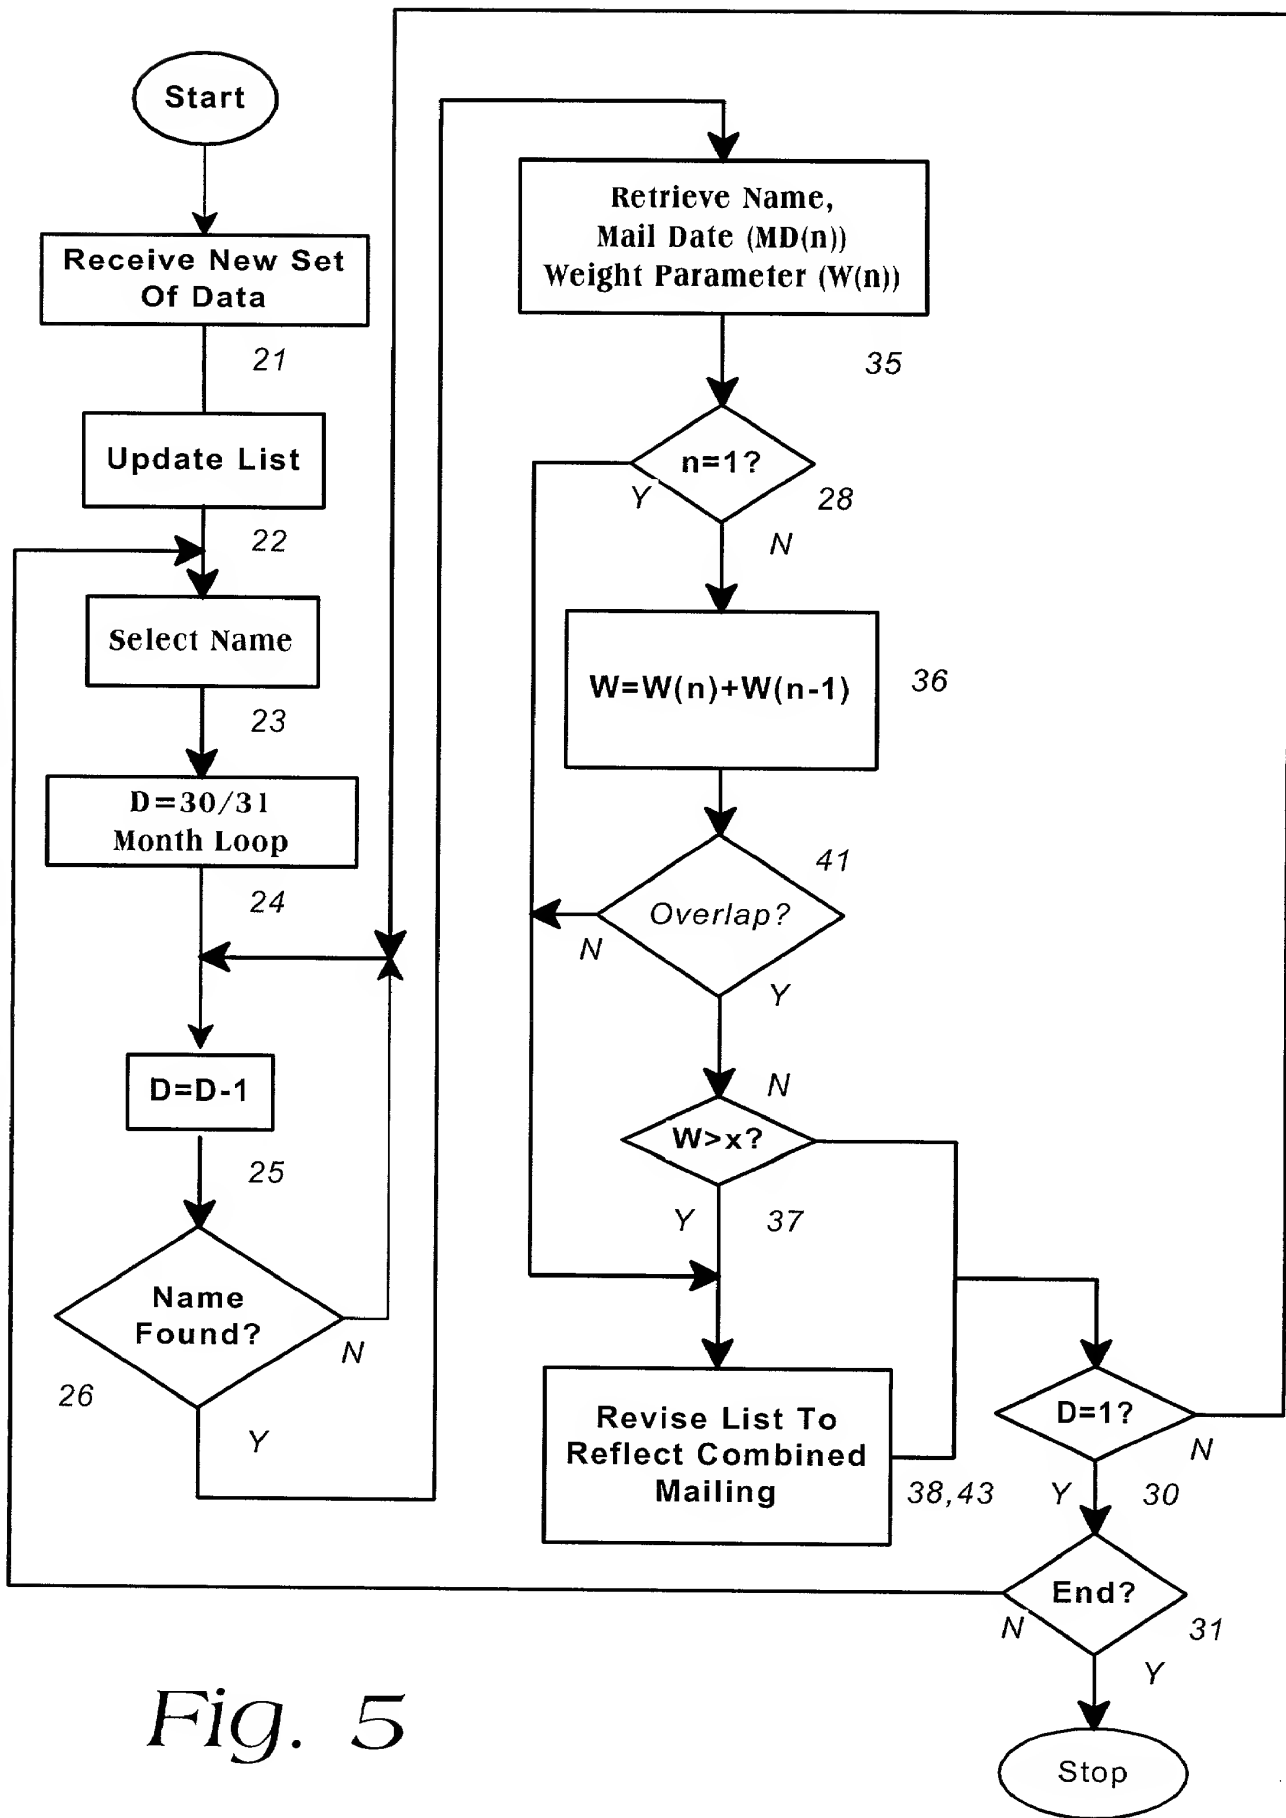 Start
Receive New Set
Of Data
21
Update List
22
Select Name
23
D=30/31
Month Loop
24
D=D-1
25
Name
Found?
N
26
Y
Retrieve Name,
Mail Date (MD(n))
Weight Parameter (W(n))
35
n=1?
Y
28
N
W=W(n)+W(n-1)
36
41
Overlap?
N
Y
N
W>x?
Y
37
Revise List To
Reflect Combined
Mailing
38,43
D=1?
N
Y
30
End?
N
31
Y
Stop
Fig. 5